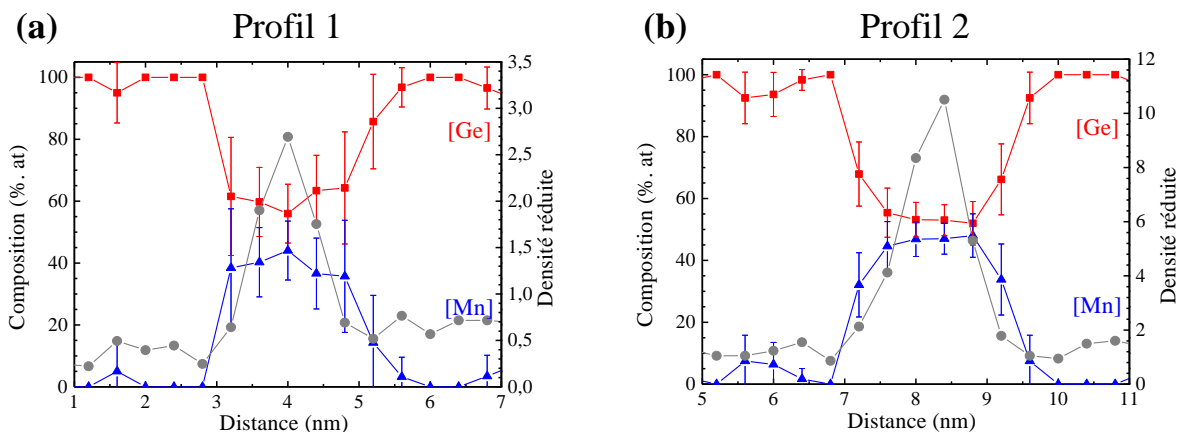 (a) Profil 1
100
80
60
40
20
0
Composition (%. at)
[Ge]
[Mn]
3,5
3,0
2,5
2,0
1,5
1,0
0,5
0,0
Densité réduite
1 2 3 4 5 6 7
Distance (nm)
(b) Profil 2
100
80
60
40
20
0
Composition (%. at)
[Ge]
[Mn]
12
10
8
6
4
2
0
Densité réduite
5 6 7 8 9 10 11
Distance (nm)